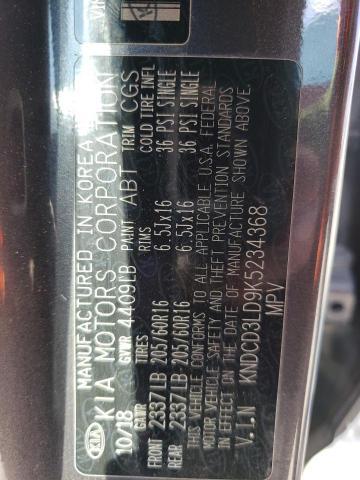 VIN
MANUFACTURED IN KOREA
KIA KIA MOTORS CORPORATION
10/18 GVWR 4409LB PAINT ABT TRIM CGS
GAWR TIRES RIMS COLD TIRE INFL
FRONT 2337LB 205/60R16 6.5Jx16 36 PSI SINGLE
REAR 2337LB 205/60R16 6.5Jx16 36 PSI SINGLE
THIS VEHICLE CONFORMS TO ALL APPLICABLE U.S.A. FEDERAL
MOTOR VEHICLE SAFETY AND THEFT PREVENTION STANDARDS
IN EFFECT ON THE DATE OF MANUFACTURE SHOWN ABOVE.
V.I.N KNDCD3LD9K5234368
MPV